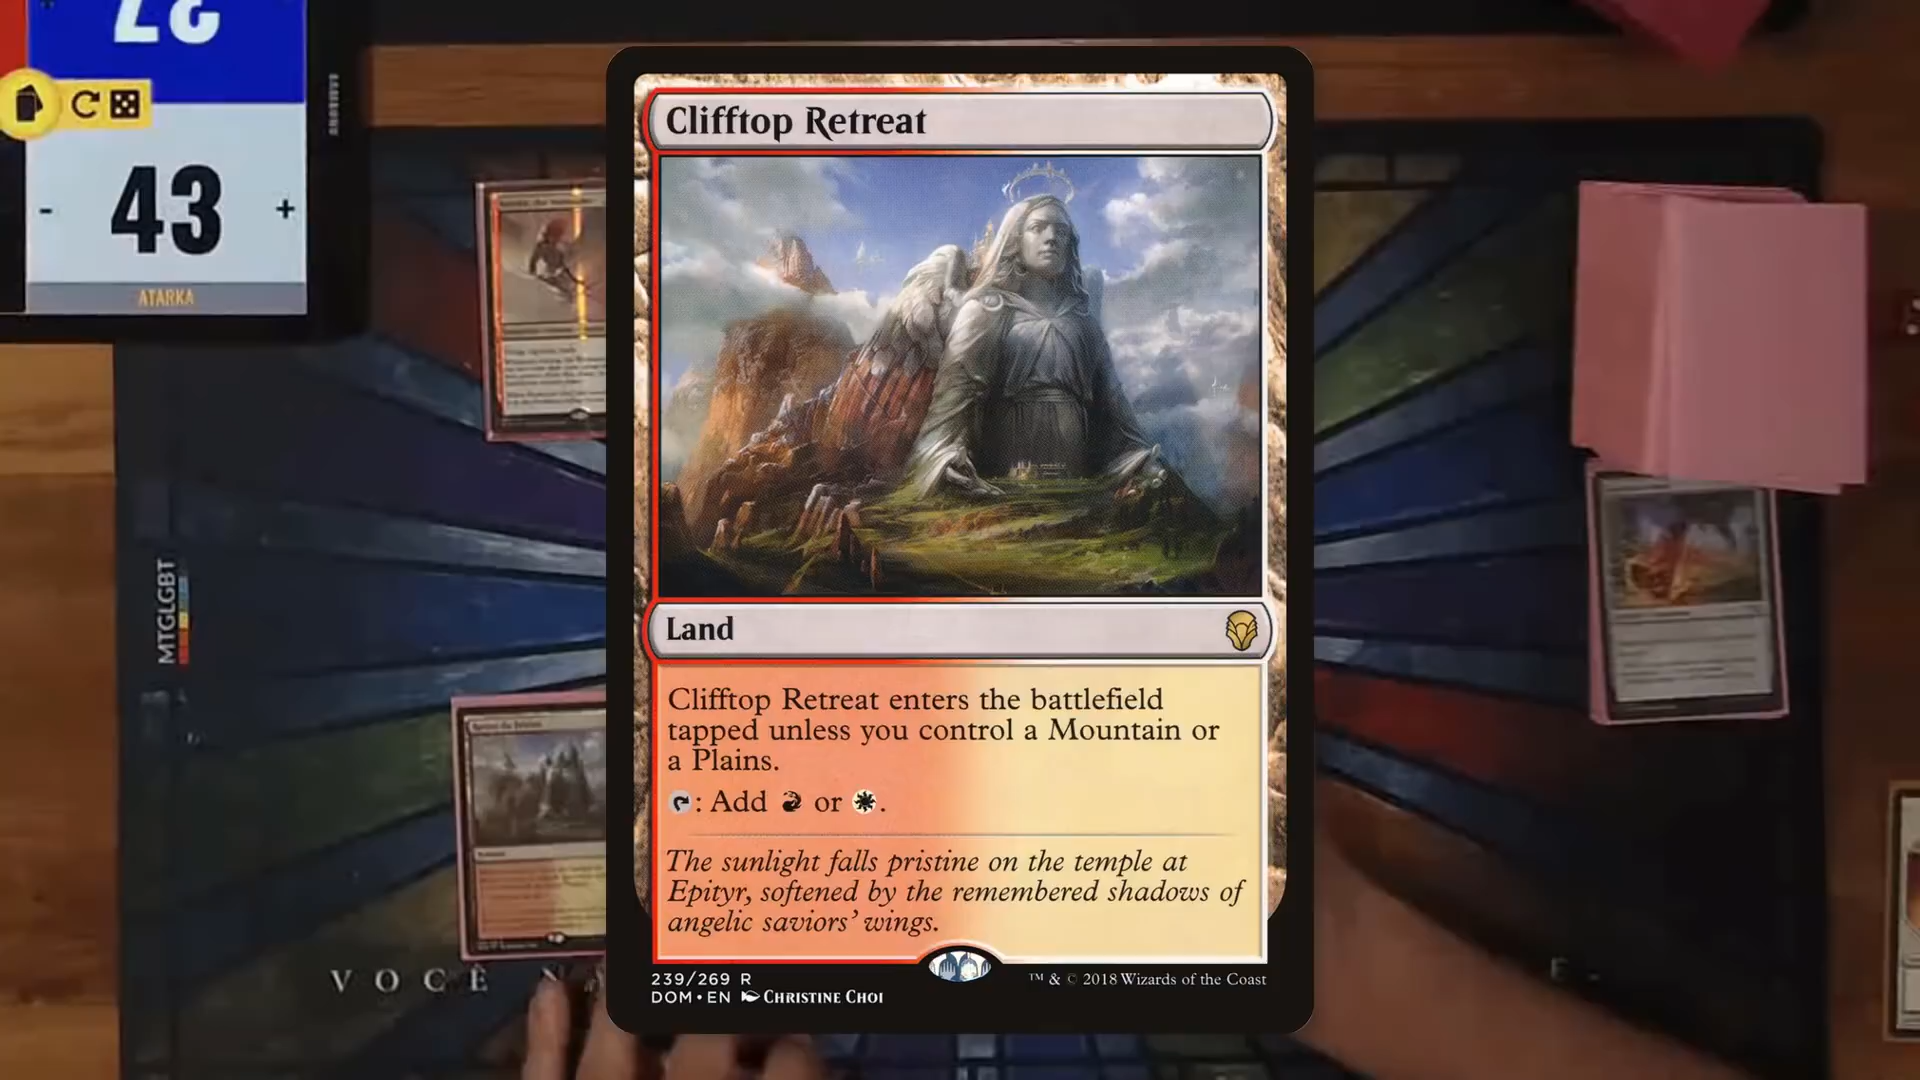 27
43
-
+
ATARKA
MTGLGBT
VOCÊ N
Clifftop Retreat
Land
Clifftop Retreat enters the battlefield
tapped unless you control a Mountain or
a Plains.
: Add or .
The sunlight falls pristine on the temple at
Epityr, softened by the remembered shadows of
angelic saviors' wings.
239/269 R
DOM • EN CHRISTINE CHOI
™ & © 2018 Wizards of the Coast